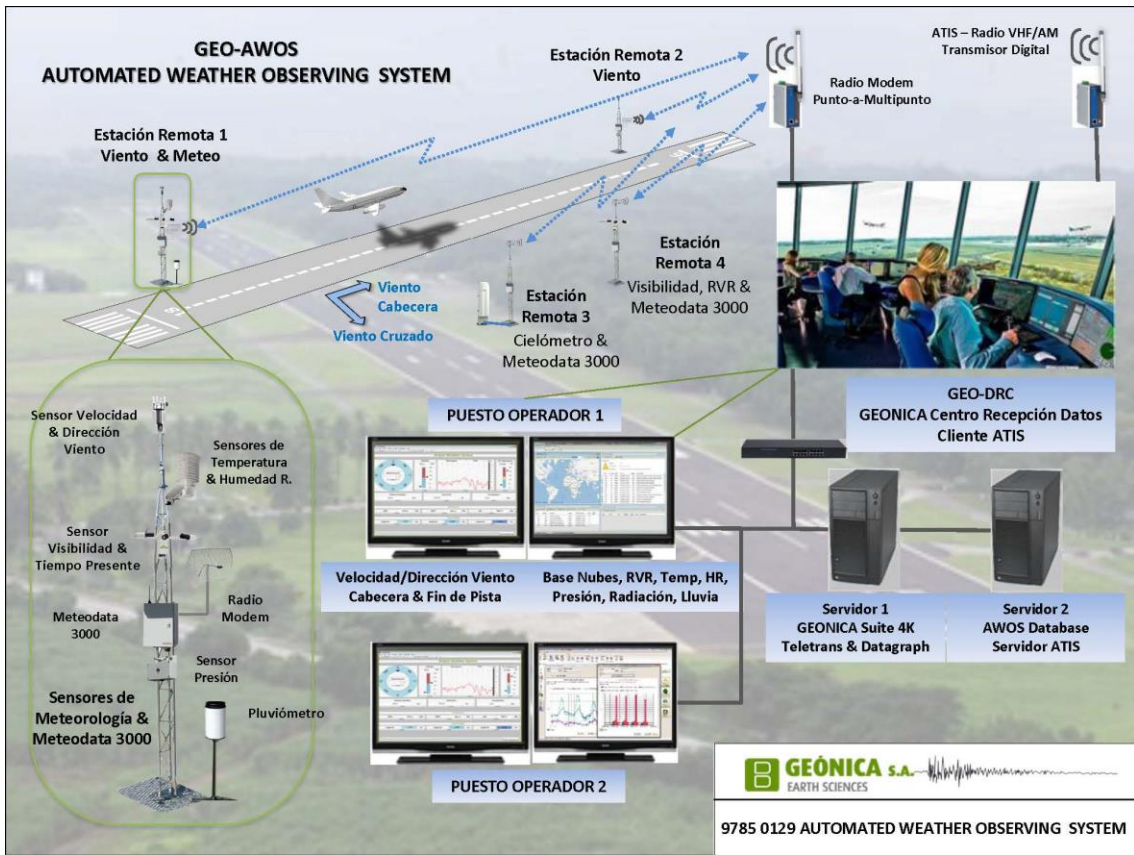 GEO-AWOS
AUTOMATED WEATHER OBSERVING SYSTEM
ATIS – Radio VHF/AM
Transmisor Digital
Estación Remota 2
Viento
Radio Modem
Punto-a-Multipunto
Estación Remota 1
Viento & Meteo
Estación
Remota 4
Visibilidad, RVR &
Meteodata 3000
Viento
Cabecera
Viento Cruzado
Estación
Remota 3
Cielómetro &
Meteodata 3000
Sensor Velocidad
& Dirección
Viento
Sensores de
Temperatura
& Humedad R.
Sensor
Visibilidad &
Tiempo Presente
Meteodata
3000
Radio
Modem
Sensor
Presión
Sensores de
Meteorología &
Meteodata 3000
Pluviómetro
PUESTO OPERADOR 1
GEO-DRC
GEONICA Centro Recepción Datos
Cliente ATIS
Velocidad/Dirección Viento
Cabecera & Fin de Pista
Base Nubes, RVR, Temp, HR,
Presión, Radiación, Lluvia
Servidor 1
GEONICA Suite 4K
Teletrans & Datagraph
Servidor 2
AWOS Database
Servidor ATIS
PUESTO OPERADOR 2
GEÓNICA S.A.
EARTH SCIENCES
9785 0129 AUTOMATED WEATHER OBSERVING SYSTEM